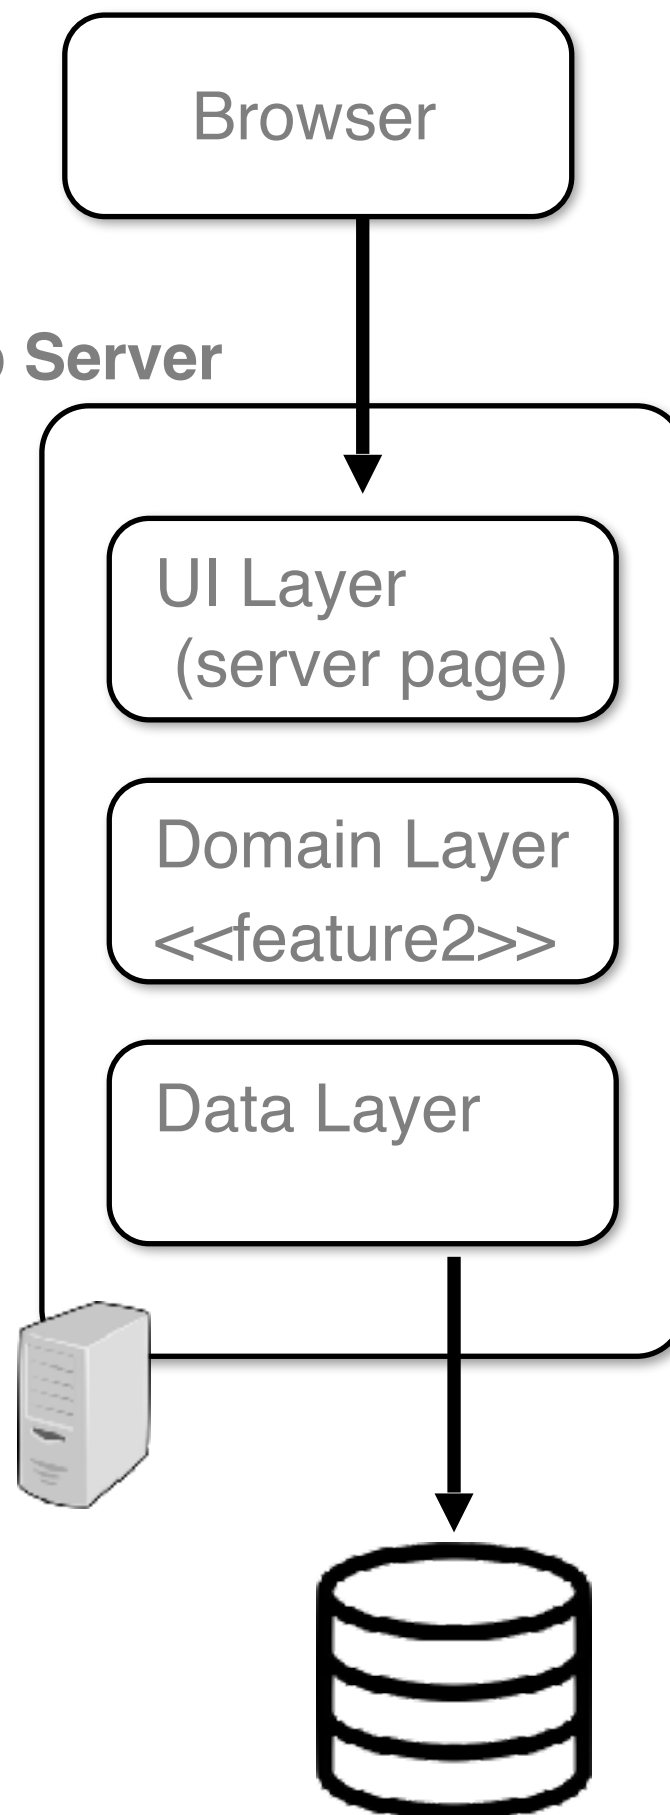 Browser
Server
UI Layer
(server page)
Domain Layer
<<feature2>>
Data Layer